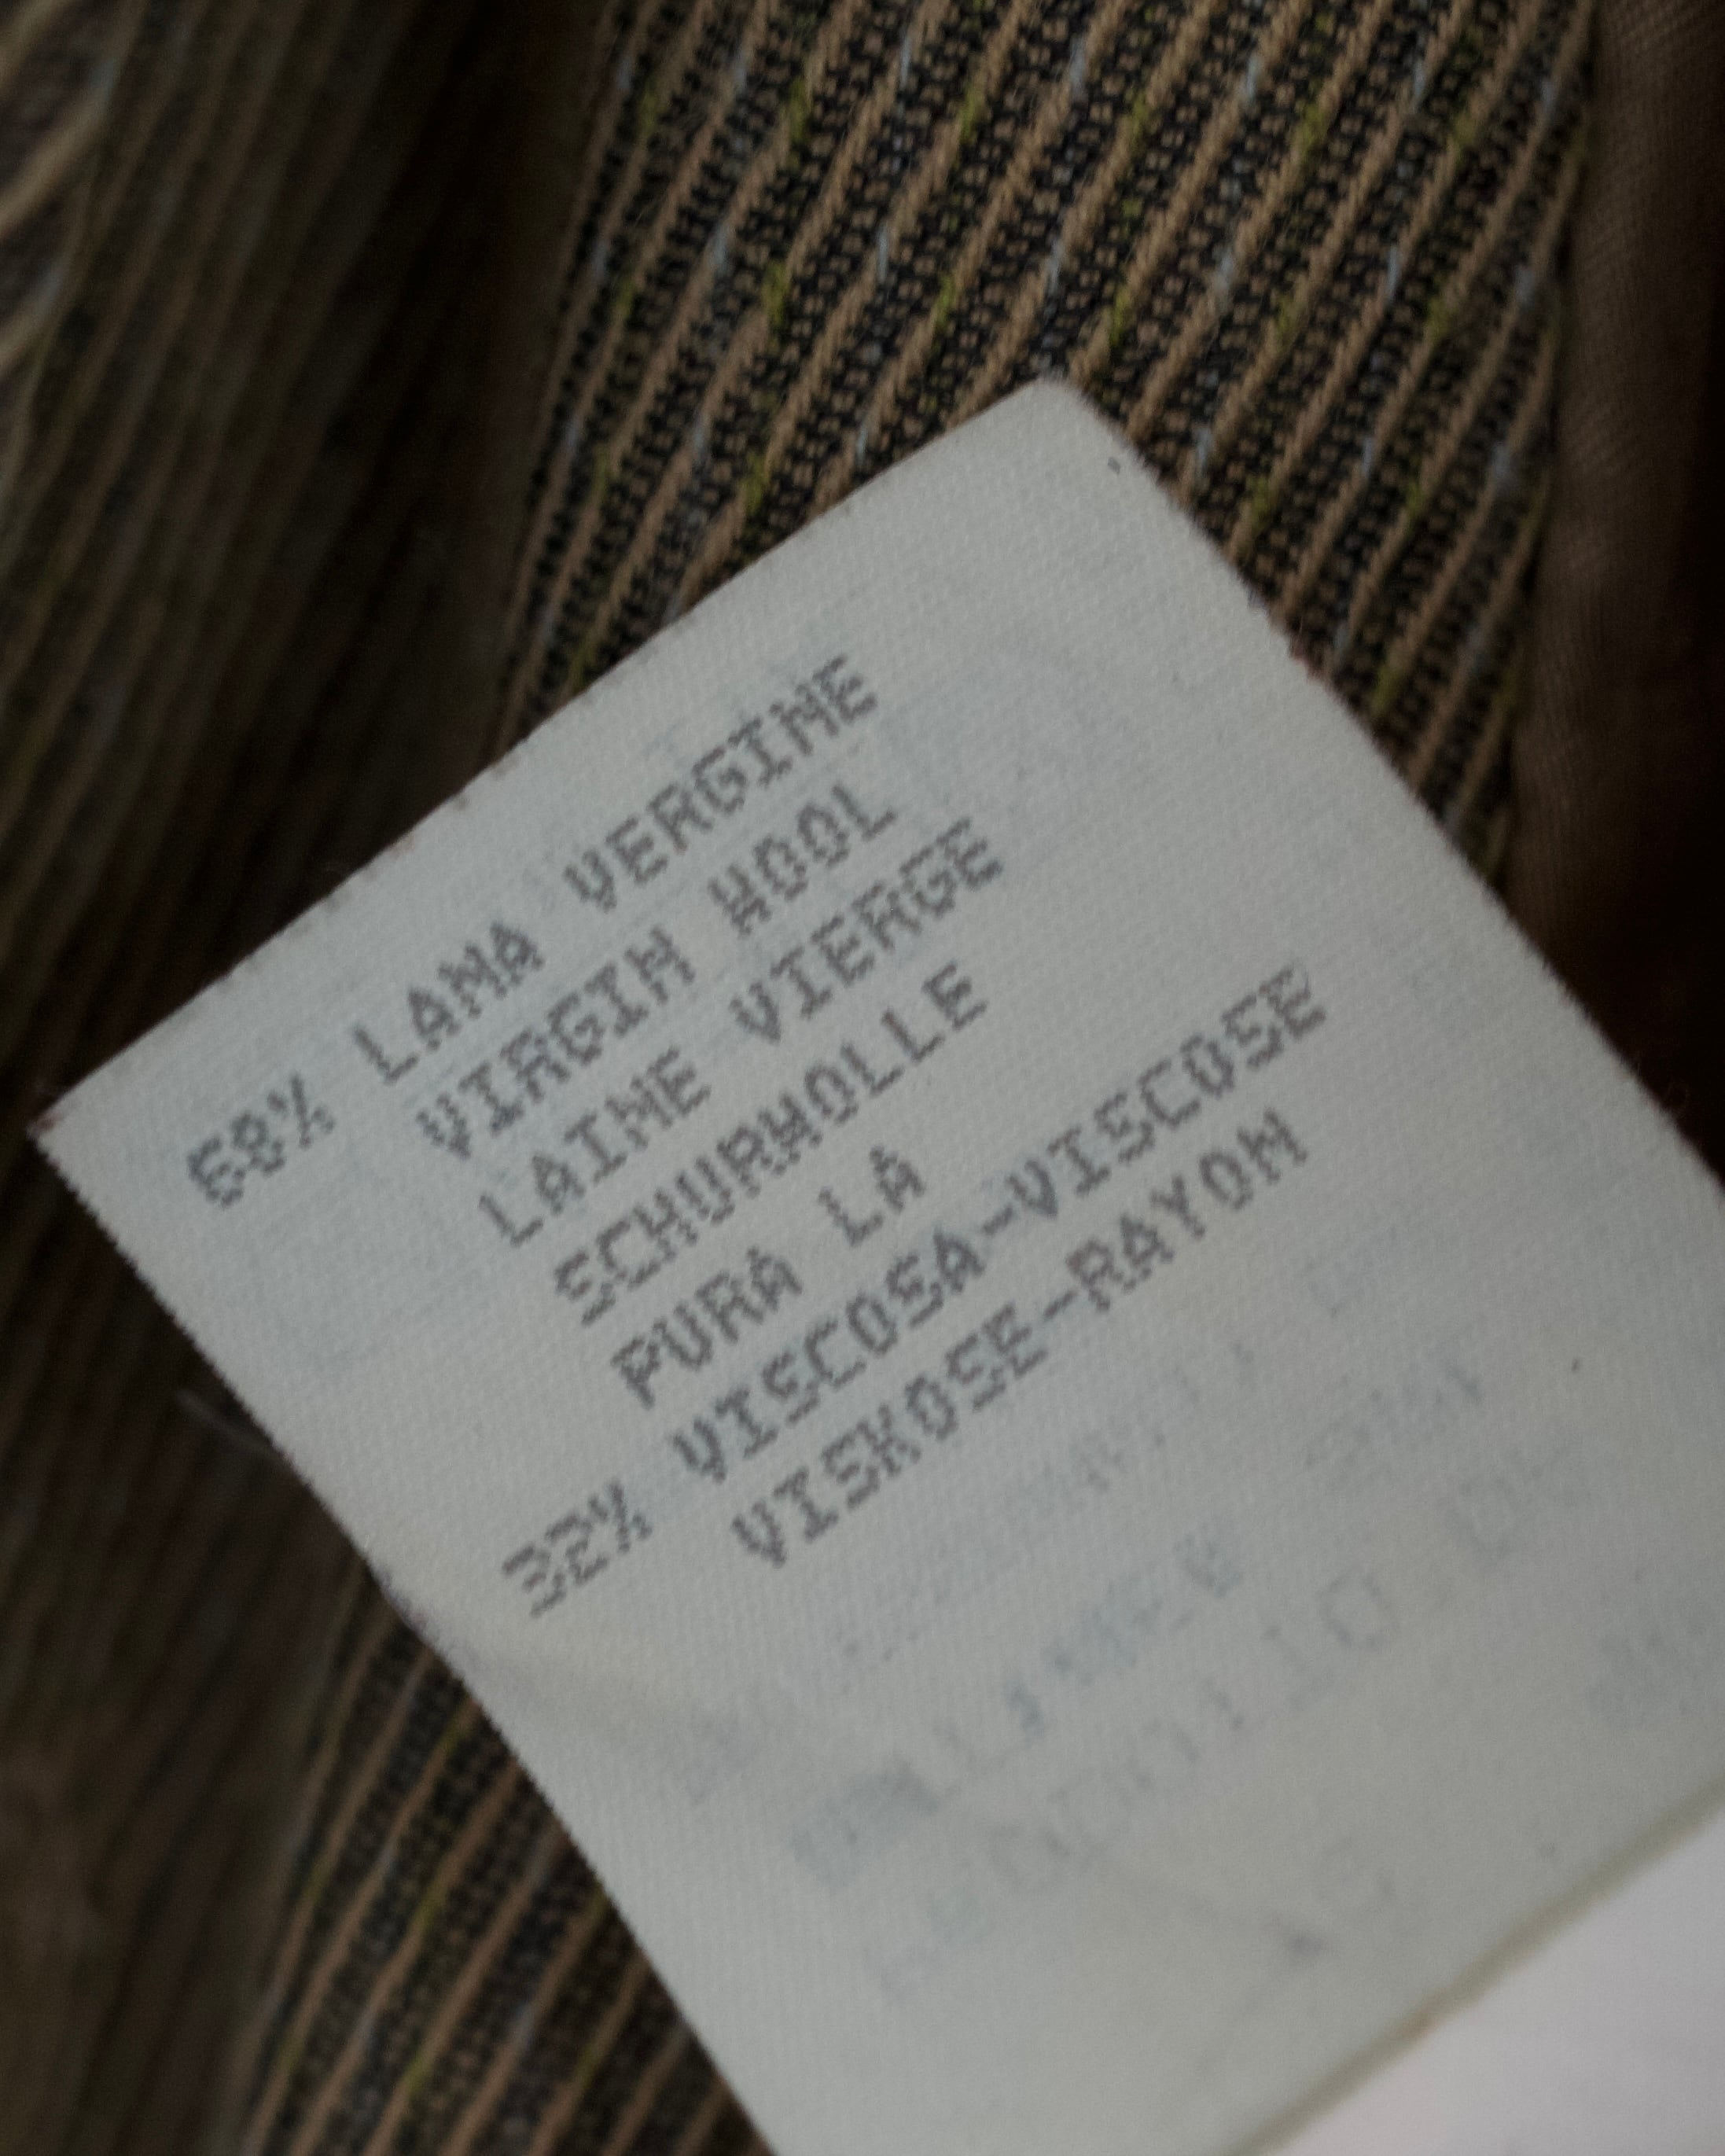 68% LANA VERGINE
VIRGIN WOOL
LAINE VIERGE
SCHURWOLLE
PURA LA
32% VISCOSA-VISCOSE
VISKOSE-RAYON